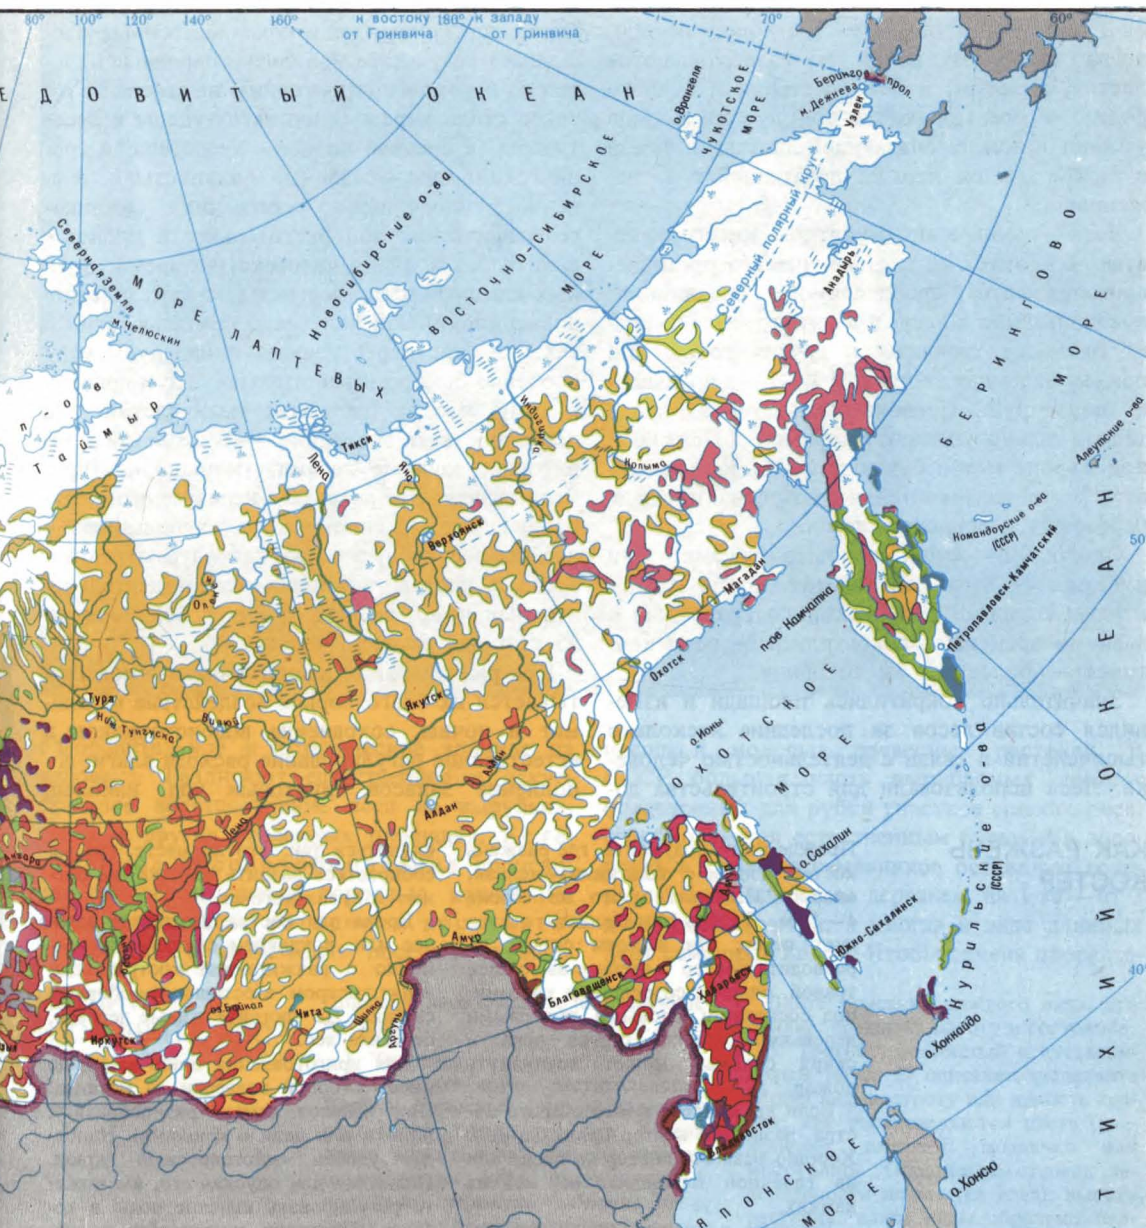 80° 100° 120° 140° 160° к востоку 180° к западу 20° 60°
от Гринвича от Гринвича
ЕДОВИТЫЙ ОКЕАН
о.Врангеля
ЧУКОТСКОЕ
МОРЕ
Берингов прол.
м.Дежнева
Уэлен
Северный полярный круг
Северная Земля
м.Челюскин
МОРЕ ЛАПТЕВЫХ
Новосибирские о-ва
ВОСТОЧНО-СИБИРСКОЕ
МОРЕ
Анадырь
БЕРИНГОВО
МОРЕ
п-ов
Таймыр
Тикси
Лена
Яна
Индигирка
Колыма
Алеутские о-ва
Командорские о-ва
(СССР)
50
Верхоянск
Оленек
Магадан
п-ов Камчатка
Петропавловск-Камчатский
Охотск
Тура
Ниж.Тунгуска
Вилюй
Якутск
Алдан
Алдан
о.Ионы
ОХОТСКОЕ
МОРЕ
Лена
Ангара
о.Сахалин
Амур
Курильские о-ва
(СССР)
Южно-Сахалинск
Амур
Благовещенск
Хабаровск
40
оз.Байкал
Чита
Шилка
Аргунь
Иркутск
о.Хоккайдо
Владивосток
о.Хонсю
ЯПОНСКОЕ
МОРЕ
ТИХИЙ ОКЕАН